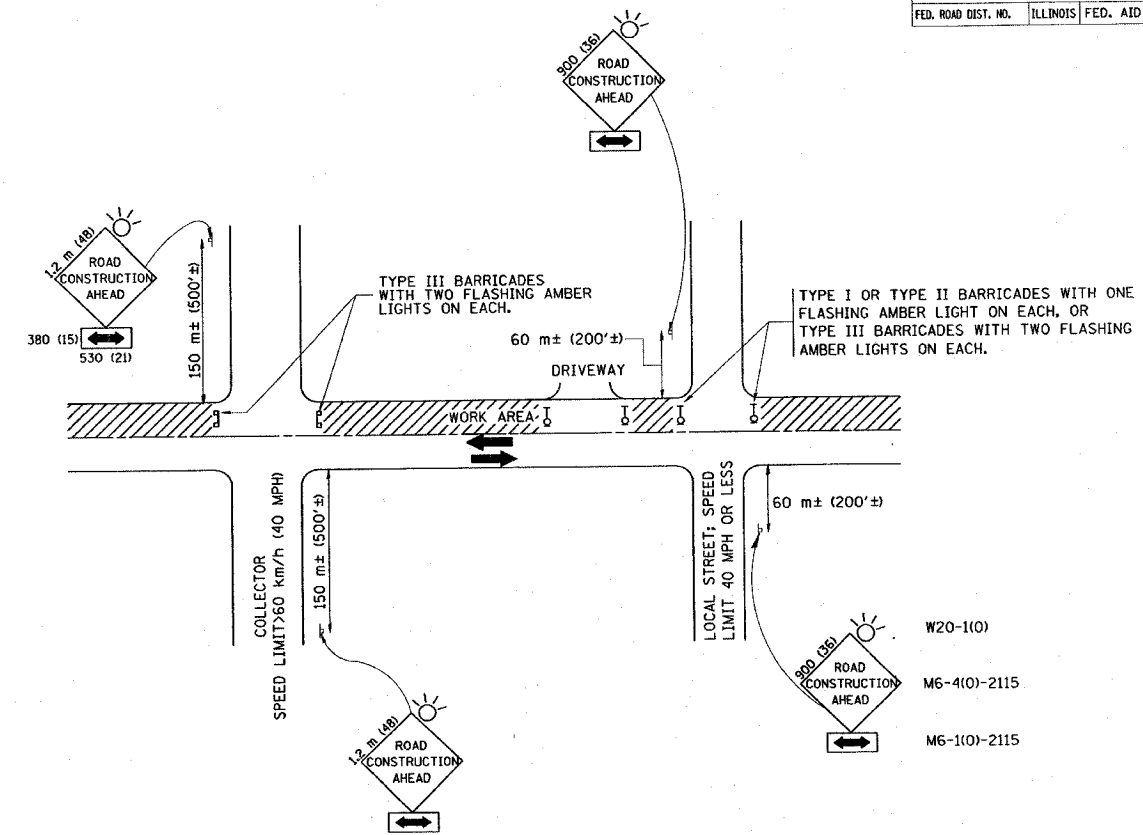 FED. ROAD DIST. NO. ILLINOIS FED. AID
900 (36)
ROAD
CONSTRUCTION
AHEAD
1.2 m (48)
ROAD
CONSTRUCTION
AHEAD
380 (15)
530 (21)
150 m± (500'±)
TYPE III BARRICADES
WITH TWO FLASHING AMBER
LIGHTS ON EACH.
60 m± (200'±)
DRIVEWAY
TYPE I OR TYPE II BARRICADES WITH ONE
FLASHING AMBER LIGHT ON EACH, OR
TYPE III BARRICADES WITH TWO FLASHING
AMBER LIGHTS ON EACH.
WORK AREA
COLLECTOR
SPEED LIMIT>60 km/h (40 MPH)
150 m± (500'±)
LOCAL STREET; SPEED
LIMIT 40 MPH OR LESS
60 m± (200'±)
1.2 m (48)
ROAD
CONSTRUCTION
AHEAD
900 (36)
ROAD
CONSTRUCTION
AHEAD
W20-1(O)
M6-4(O)-2115
M6-1(O)-2115